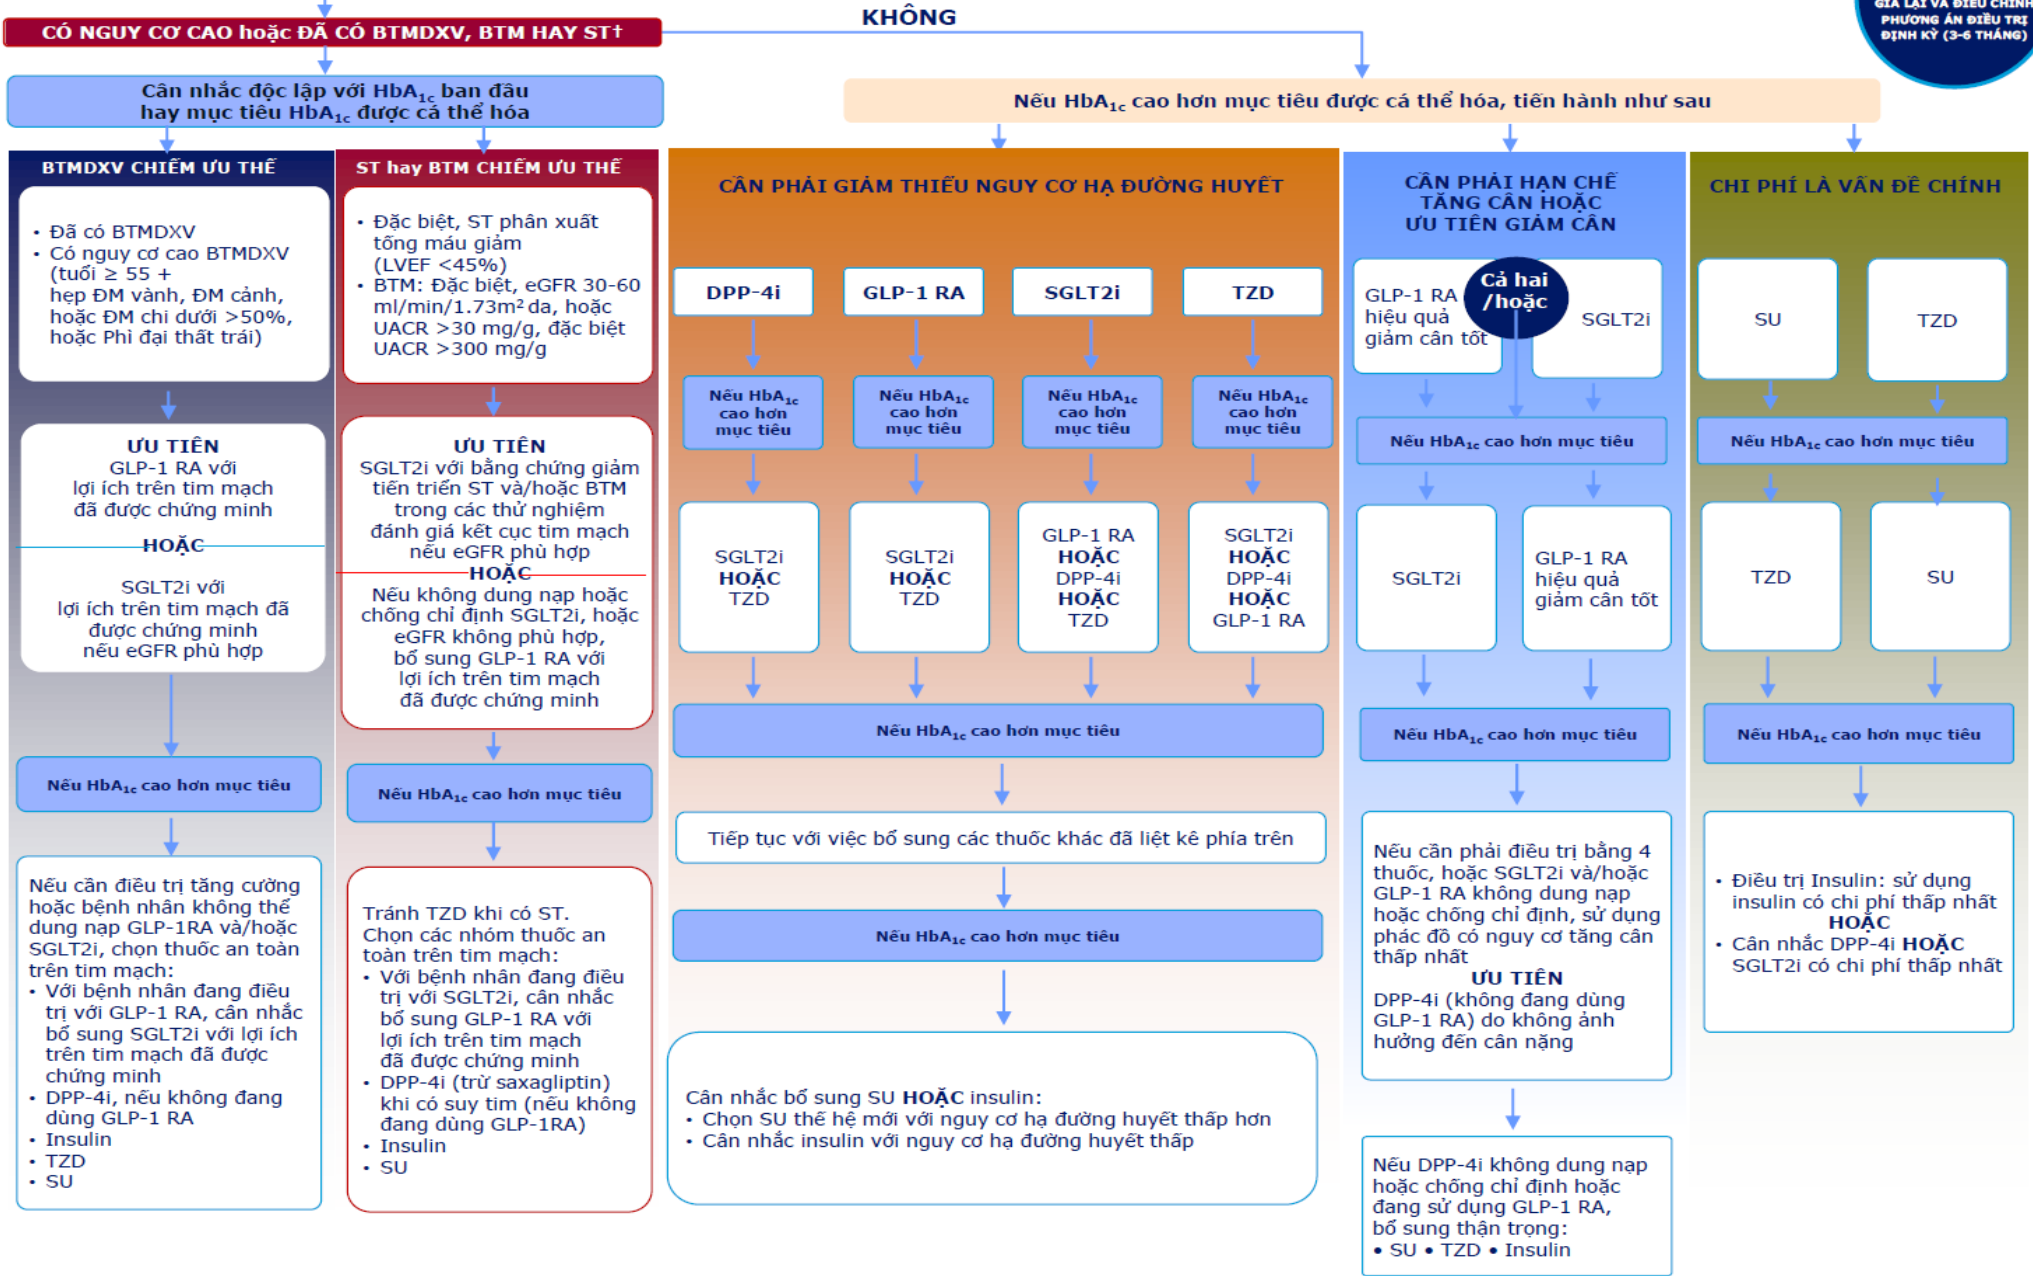 KHÔNG
GIÁ LẠI VÀ ĐIỀU CHỈNH
PHƯƠNG ÁN ĐIỀU TRỊ
ĐỊNH KỲ (3-6 THÁNG)
CÓ NGUY CƠ CAO hoặc ĐÃ CÓ BTMDXV, BTM HAY ST†
Cân nhắc độc lập với HbA1c ban đầu
hay mục tiêu HbA1c được cá thể hóa
Nếu HbA1c cao hơn mục tiêu được cá thể hóa, tiến hành như sau
BTMDXV CHIẾM ƯU THẾ
• Đã có BTMDXV
• Có nguy cơ cao BTMDXV
(tuổi ≥ 55 +
hẹp ĐM vành, ĐM cảnh,
hoặc ĐM chi dưới >50%,
hoặc Phì đại thất trái)
ƯU TIÊN
GLP-1 RA với
lợi ích trên tim mạch
đã được chứng minh
HOẶC
SGLT2i với
lợi ích trên tim mạch đã
được chứng minh
nếu eGFR phù hợp
Nếu HbA1c cao hơn mục tiêu
Nếu cần điều trị tăng cường
hoặc bệnh nhân không thể
dung nạp GLP-1RA và/hoặc
SGLT2i, chọn thuốc an toàn
trên tim mạch:
• Với bệnh nhân đang điều
trị với GLP-1 RA, cân nhắc
bổ sung SGLT2i với lợi ích
trên tim mạch đã được
chứng minh
• DPP-4i, nếu không đang
dùng GLP-1 RA
• Insulin
• TZD
• SU
ST hay BTM CHIẾM ƯU THẾ
• Đặc biệt, ST phân xuất
tống máu giảm
(LVEF <45%)
• BTM: Đặc biệt, eGFR 30-60
ml/min/1.73m² da, hoặc
UACR >30 mg/g, đặc biệt
UACR >300 mg/g
ƯU TIÊN
SGLT2i với bằng chứng giảm
tiến triển ST và/hoặc BTM
trong các thử nghiệm
đánh giá kết cục tim mạch
nếu eGFR phù hợp
HOẶC
Nếu không dung nạp hoặc
chống chỉ định SGLT2i, hoặc
eGFR không phù hợp,
bổ sung GLP-1 RA với
lợi ích trên tim mạch
đã được chứng minh
Nếu HbA1c cao hơn mục tiêu
Tránh TZD khi có ST.
Chọn các nhóm thuốc an
toàn trên tim mạch:
• Với bệnh nhân đang điều
trị với SGLT2i, cân nhắc
bổ sung GLP-1 RA với
lợi ích trên tim mạch
đã được chứng minh
• DPP-4i (trừ saxagliptin)
khi có suy tim (nếu không
đang dùng GLP-1RA)
• Insulin
• SU
CẦN PHẢI GIẢM THIỂU NGUY CƠ HẠ ĐƯỜNG HUYẾT
DPP-4i
GLP-1 RA
SGLT2i
TZD
Nếu HbA1c
cao hơn
mục tiêu
Nếu HbA1c
cao hơn
mục tiêu
Nếu HbA1c
cao hơn
mục tiêu
Nếu HbA1c
cao hơn
mục tiêu
SGLT2i
HOẶC
TZD
SGLT2i
HOẶC
TZD
GLP-1 RA
HOẶC
DPP-4i
HOẶC
TZD
SGLT2i
HOẶC
DPP-4i
HOẶC
GLP-1 RA
Nếu HbA1c cao hơn mục tiêu
Tiếp tục với việc bổ sung các thuốc khác đã liệt kê phía trên
Nếu HbA1c cao hơn mục tiêu
Cân nhắc bổ sung SU HOẶC insulin:
• Chọn SU thế hệ mới với nguy cơ hạ đường huyết thấp hơn
• Cân nhắc insulin với nguy cơ hạ đường huyết thấp
CẦN PHẢI HẠN CHẾ
TĂNG CÂN HOẶC
ƯU TIÊN GIẢM CÂN
GLP-1 RA
hiệu quả
giảm cân tốt
Cả hai
/hoặc
SGLT2i
Nếu HbA1c cao hơn mục tiêu
SGLT2i
GLP-1 RA
hiệu quả
giảm cân tốt
Nếu HbA1c cao hơn mục tiêu
Nếu cần phải điều trị bằng 4
thuốc, hoặc SGLT2i và/hoặc
GLP-1 RA không dung nạp
hoặc chống chỉ định, sử dụng
phác đồ có nguy cơ tăng cân
thấp nhất
ƯU TIÊN
DPP-4i (không đang dùng
GLP-1 RA) do không ảnh
hưởng đến cân nặng
Nếu DPP-4i không dung nạp
hoặc chống chỉ định hoặc
đang sử dụng GLP-1 RA,
bổ sung thận trọng:
• SU • TZD • Insulin
CHI PHÍ LÀ VẤN ĐỀ CHÍNH
SU
TZD
Nếu HbA1c cao hơn mục tiêu
TZD
SU
Nếu HbA1c cao hơn mục tiêu
• Điều trị Insulin: sử dụng
insulin có chi phí thấp nhất
HOẶC
• Cân nhắc DPP-4i HOẶC
SGLT2i có chi phí thấp nhất